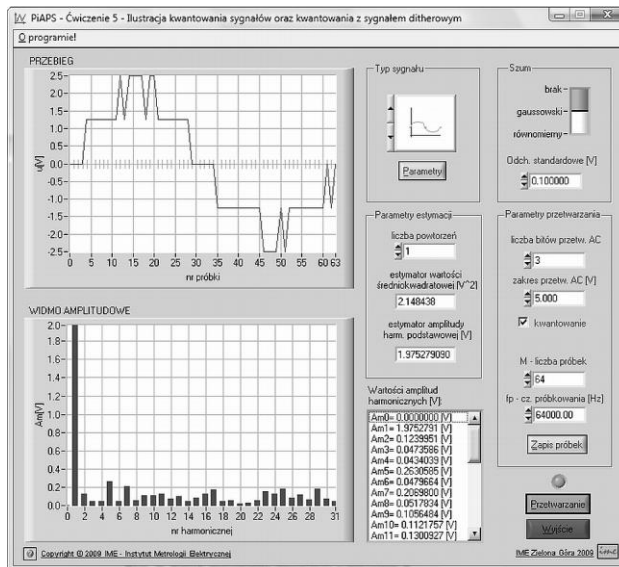 PiAPS - Ćwiczenie 5 - Ilustracja kwantowania sygnałów oraz kwantowania z sygnałem ditherowym
O programie!
PRZEBIEG
u[V]
2.5
2.0
1.5
1.0
0.5
0.0
-0.5
-1.0
-1.5
-2.0
-2.5
0 5 10 15 20 25 30 35 40 45 50 55 60 63
nr próbki
WIDMO AMPLITUDOWE
Am[V]
2.0
1.8
1.6
1.4
1.2
1.0
0.8
0.6
0.4
0.2
0.0
0 2 4 6 8 10 12 14 16 18 20 22 24 26 28 31
nr harmonicznej
Typ sygnału
Parametry
Parametry estymacji
liczba powtorzeń
1
estymator wartości
średniokwadratowej [V^2]
2.148438
estymator amplitudy
harm. podstawowej [V]
1.975279090
Wartości amplitud
harmonicznych [V]:
Am0= 0.0000000 [V]
Am1= 1.9752791 [V]
Am2= 0.1239951 [V]
Am3= 0.0473586 [V]
Am4= 0.0434039 [V]
Am5= 0.2630585 [V]
Am6= 0.0479664 [V]
Am7= 0.2069800 [V]
Am8= 0.0517834 [V]
Am9= 0.1056484 [V]
Am10= 0.1121757 [V]
Am11= 0.1300927 [V]
Szum
brak
gaussowski
równomierny
Odch. standardowe [V]
0.100000
Parametry przetwarzania
liczba bitów przetw. AC
3
zakres przetw. AC [V]
5.000
kwantowanie
M - liczba próbek
64
fp - cz. próbkowania [Hz]
64000.00
Zapis próbek
Przetwarzanie
Wyjście
Copyright © 2009 IME - Instytut Metrologii Elektrycznej
IME Zielona Góra 2009
ime